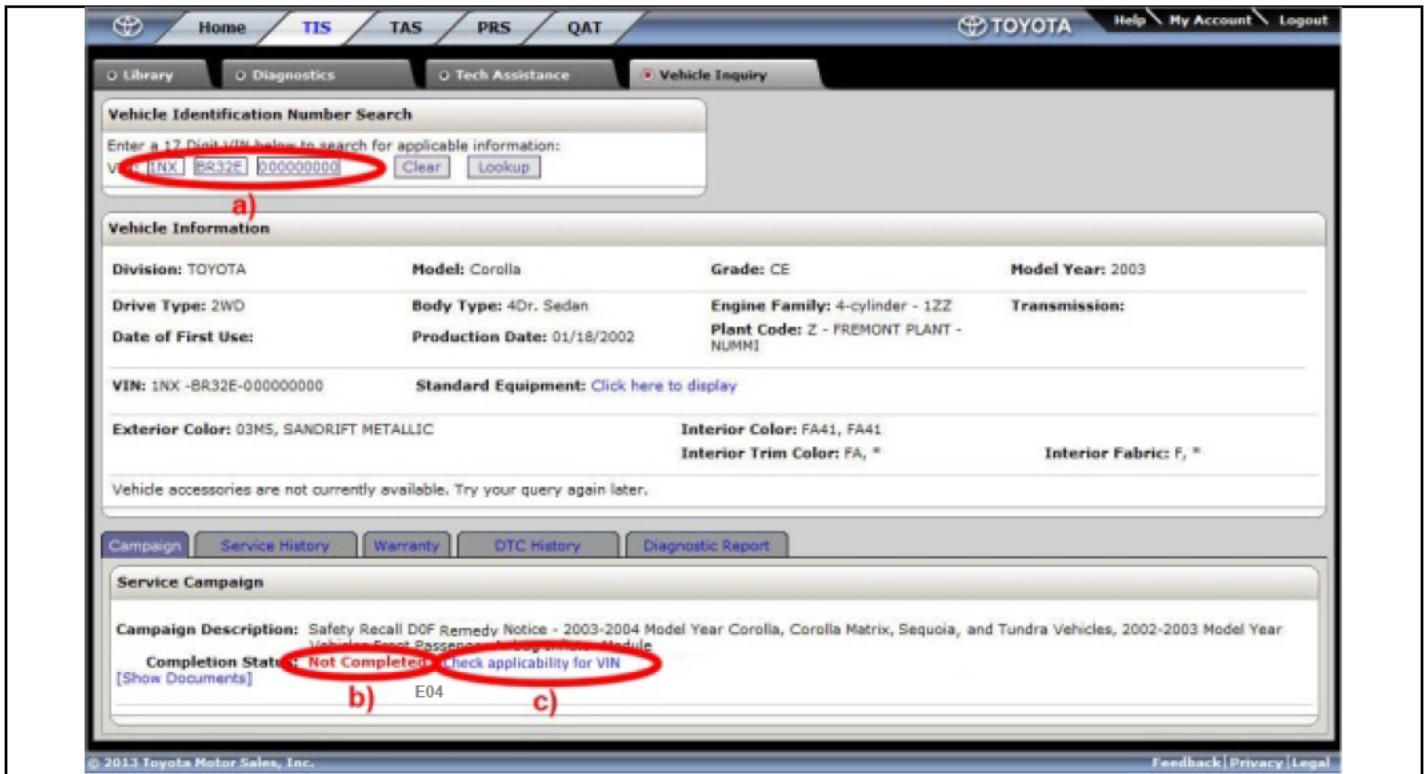 Home TIS TAS PRS QAT TOYOTA Help My Account Logout
Library Diagnostics Tech Assistance Vehicle Inquiry
Vehicle Identification Number Search
Enter a 17 Digit VIN below to search for applicable information:
1NX BR32E 000000000 Clear Lookup
a)
Vehicle Information
Division: TOYOTA Model: Corolla Grade: CE Model Year: 2003
Drive Type: 2WD Body Type: 4Dr. Sedan Engine Family: 4-cylinder - 1ZZ Transmission:
Date of First Use: Production Date: 01/18/2002 Plant Code: Z - FREMONT PLANT -
NUMMI
VIN: 1NX -BR32E-000000000 Standard Equipment: Click here to display
Exterior Color: 03M5, SANDRIFT METALLIC Interior Color: FA41, FA41
Interior Trim Color: FA, * Interior Fabric: F, *
Vehicle accessories are not currently available. Try your query again later.
Campaign Service History Warranty DTC History Diagnostic Report
Service Campaign
Campaign Description: Safety Recall D0F Remedy Notice - 2003-2004 Model Year Corolla, Corolla Matrix, Sequoia, and Tundra Vehicles, 2002-2003 Model Year
Front Passenger Module
Completion Status: Not Completed Check applicability for VIN
[Show Documents]
b) E04 c)
© 2013 Toyota Motor Sales, Inc. Feedback | Privacy | Legal